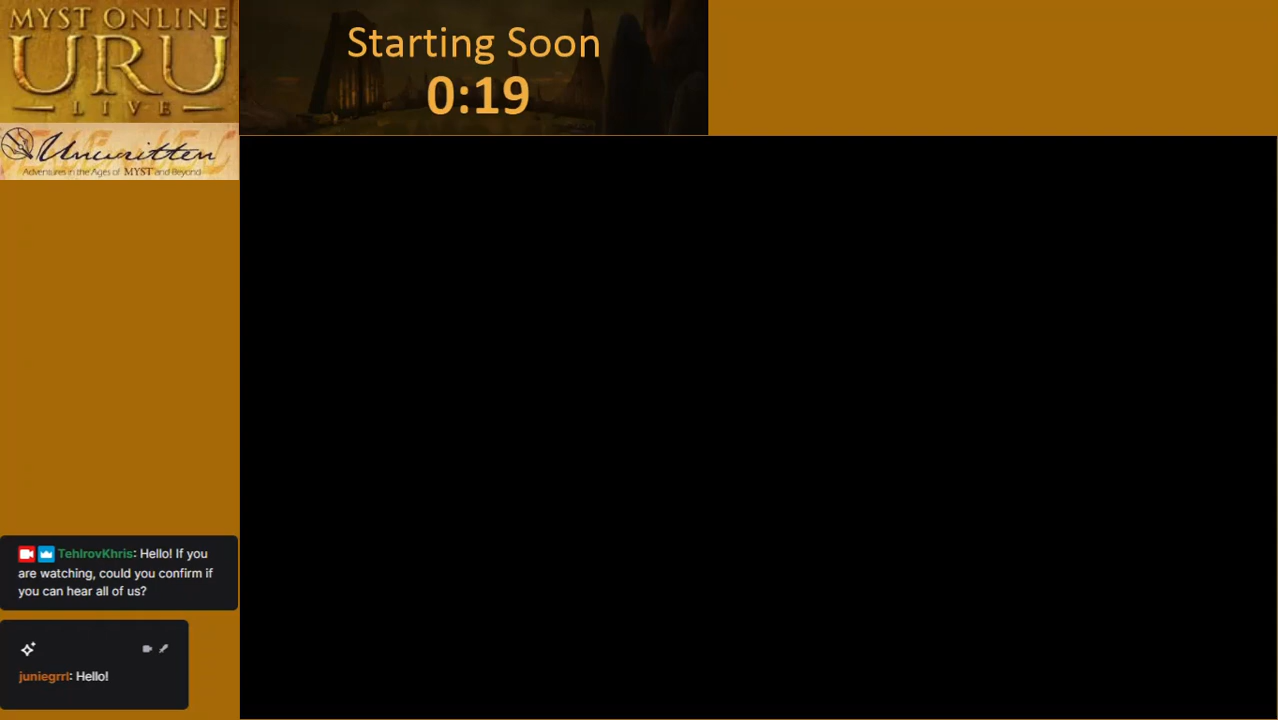 MYST ONLINE
URU
LIVE
Unwritten
Adventures in the Ages of MYST and Beyond
Starting Soon
0:19
TehlrovKhris: Hello! If you
are watching, could you confirm if
you can hear all of us?
juniegrrl: Hello!